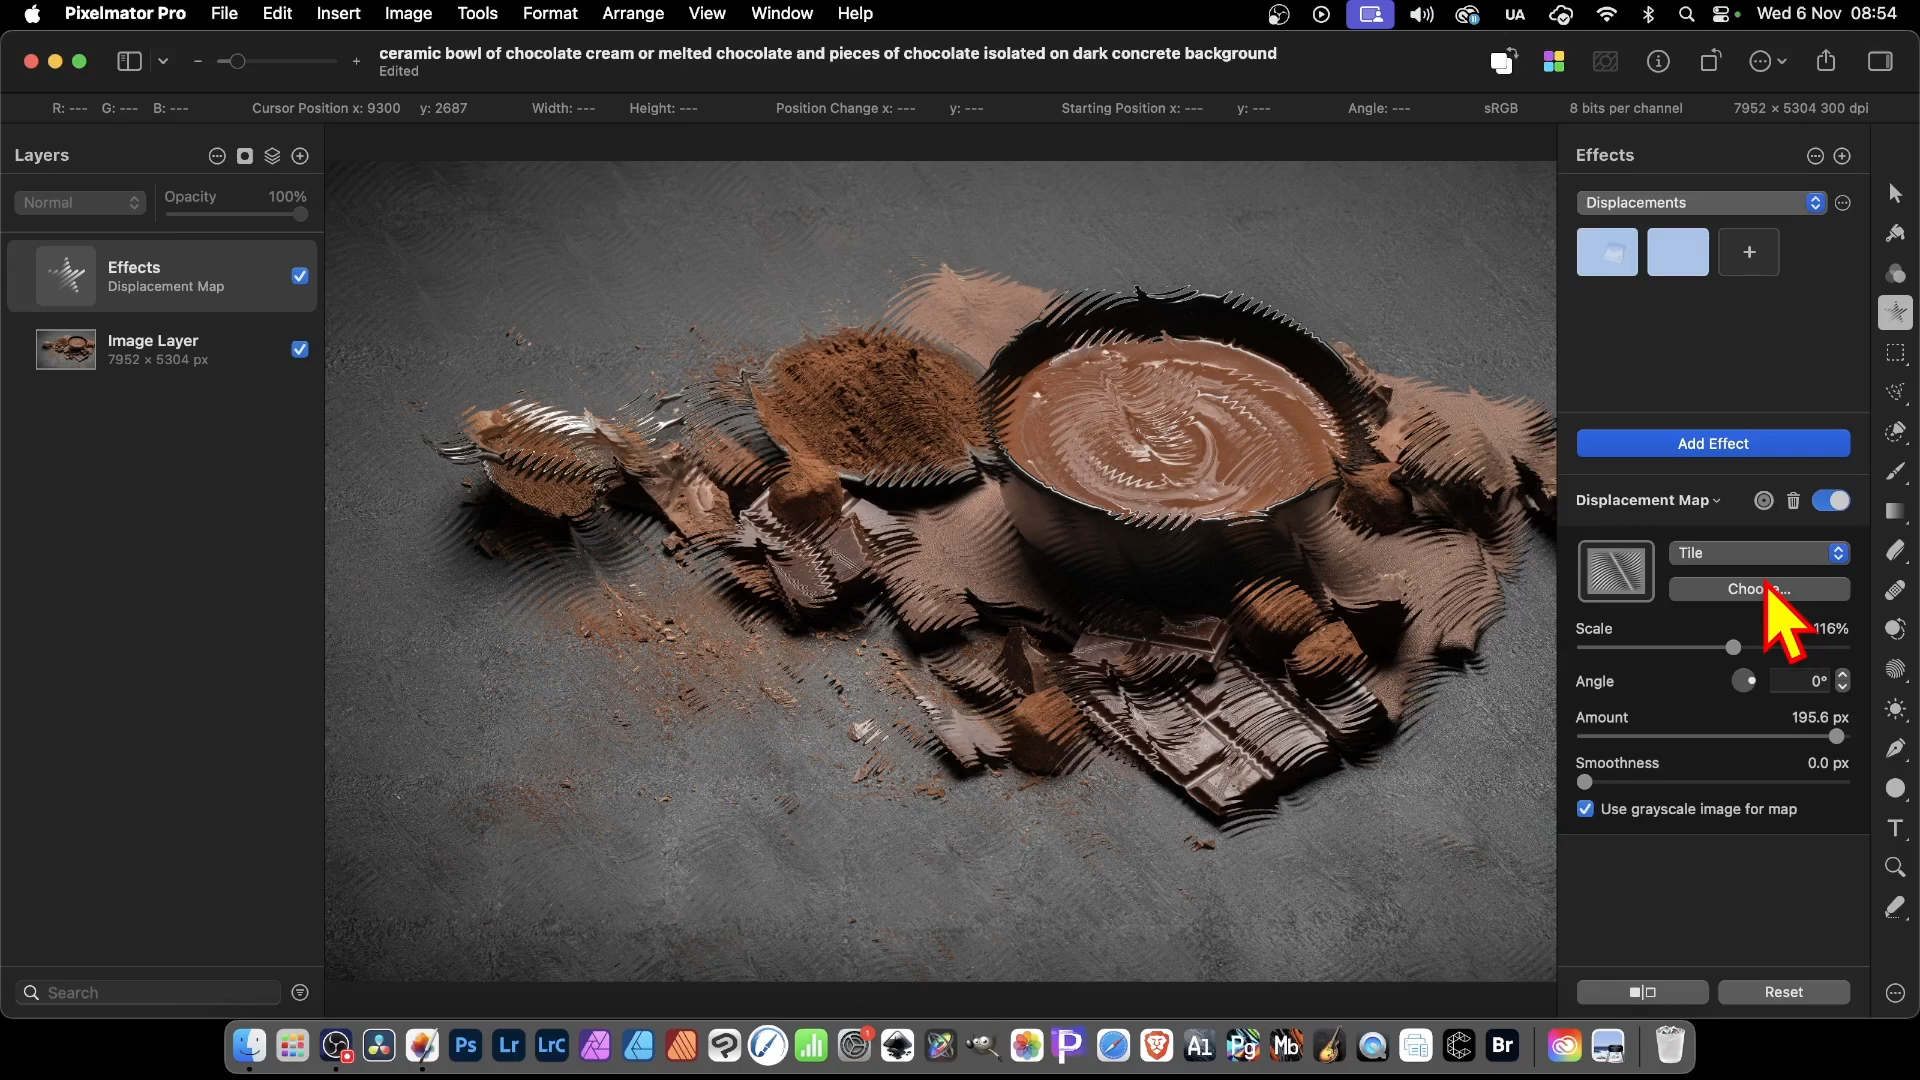 Pixelmator Pro File Edit Insert Image Tools Format Arrange View Window Help UA Wed 6 Nov 08:54
ceramic bowl of chocolate cream or melted chocolate and pieces of chocolate isolated on dark concrete background
Edited
R: --- G: --- B: --- Cursor Position x: 9300 y: 2687 Width: --- Height: --- Position Change x: --- y: --- Starting Position x: --- y: --- Angle: --- sRGB 8 bits per channel 7952 × 5304 300 dpi
Layers
Normal Opacity 100%
Effects
Displacement Map
Image Layer
7952 × 5304 px
Search
Effects
Displacements
Add Effect
Displacement Map
Tile
Scale 116%
Angle 0°
Amount 195.6 px
Smoothness 0.0 px
Use grayscale image for map
Reset
Ps Lr LrC 1 Ai Pg Mb Br